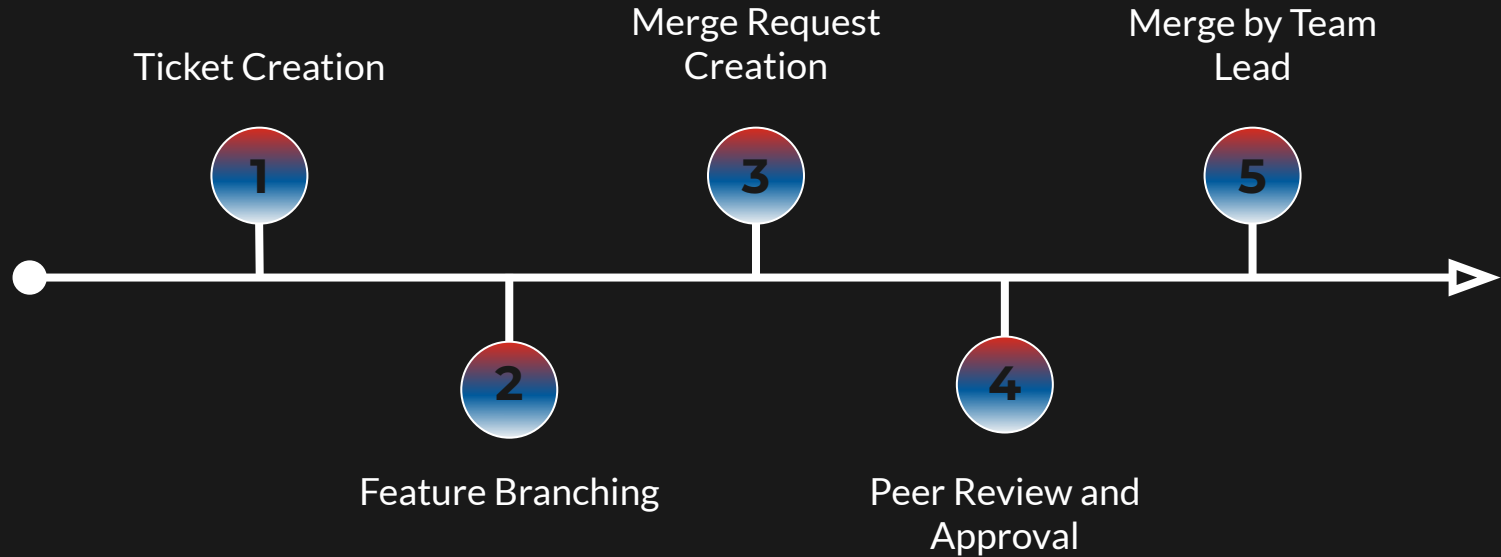 Ticket Creation
1
Feature Branching
2
Merge Request
Creation
3
Peer Review and
Approval
4
Merge by Team
Lead
5